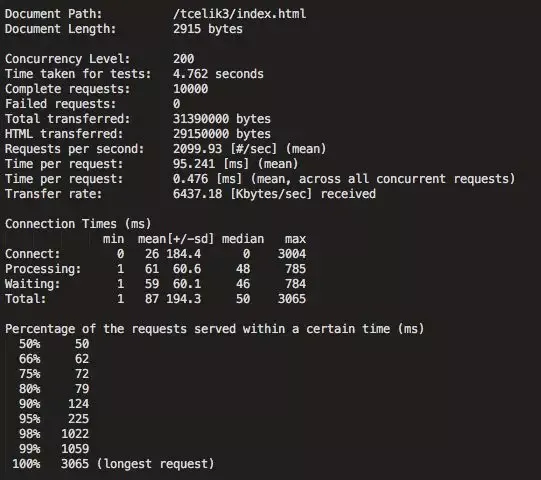 Document Path:          /tcelik3/index.html
Document Length:        2915 bytes

Concurrency Level:      200
Time taken for tests:   4.762 seconds
Complete requests:      10000
Failed requests:        0
Total transferred:      31390000 bytes
HTML transferred:       29150000 bytes
Requests per second:    2099.93 [#/sec] (mean)
Time per request:       95.241 [ms] (mean)
Time per request:       0.476 [ms] (mean, across all concurrent requests)
Transfer rate:          6437.18 [Kbytes/sec] received

Connection Times (ms)
              min  mean[+/-sd] median   max
Connect:        0   26 184.4      0    3004
Processing:     1   61  60.6     48     785
Waiting:        1   59  60.1     46     784
Total:          1   87 194.3     50    3065

Percentage of the requests served within a certain time (ms)
  50%     50
  66%     62
  75%     72
  80%     79
  90%    124
  95%    225
  98%   1022
  99%   1059
 100%   3065 (longest request)